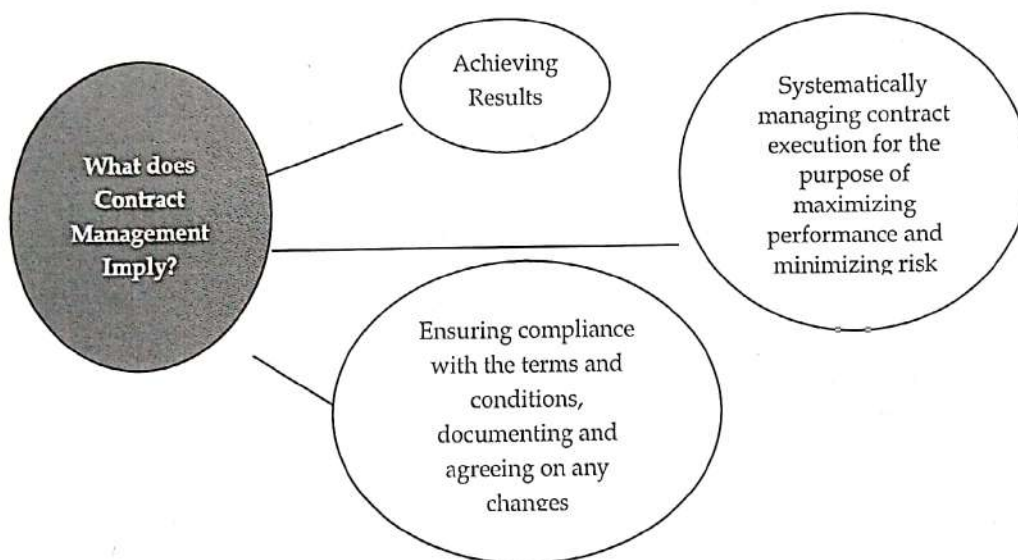 What does
Contract
Management
Imply?
Achieving
Results
Systematically
managing contract
execution for the
purpose of
maximizing
performance and
minimizing risk
Ensuring compliance
with the terms and
conditions,
documenting and
agreeing on any
changes